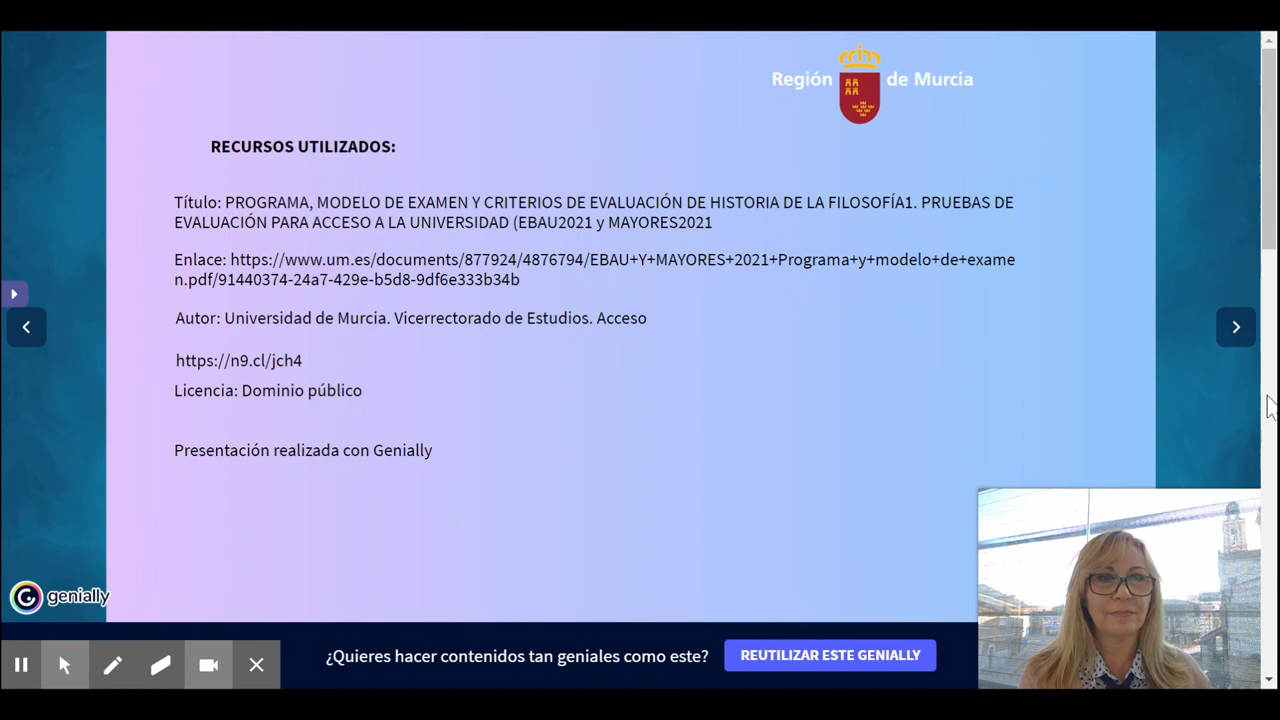 Región de Murcia
RECURSOS UTILIZADOS:
Título: PROGRAMA, MODELO DE EXAMEN Y CRITERIOS DE EVALUACIÓN DE HISTORIA DE LA FILOSOFÍA1. PRUEBAS DE
EVALUACIÓN PARA ACCESO A LA UNIVERSIDAD (EBAU2021 y MAYORES2021
Enlace: https://www.um.es/documents/877924/4876794/EBAU+Y+MAYORES+2021+Programa+y+modelo+de+exame
n.pdf/91440374-24a7-429e-b5d8-9df6e333b34b
Autor: Universidad de Murcia. Vicerrectorado de Estudios. Acceso
https://n9.cl/jch4
Licencia: Dominio público
Presentación realizada con Genially
genially
¿Quieres hacer contenidos tan geniales como este?
REUTILIZAR ESTE GENIALLY